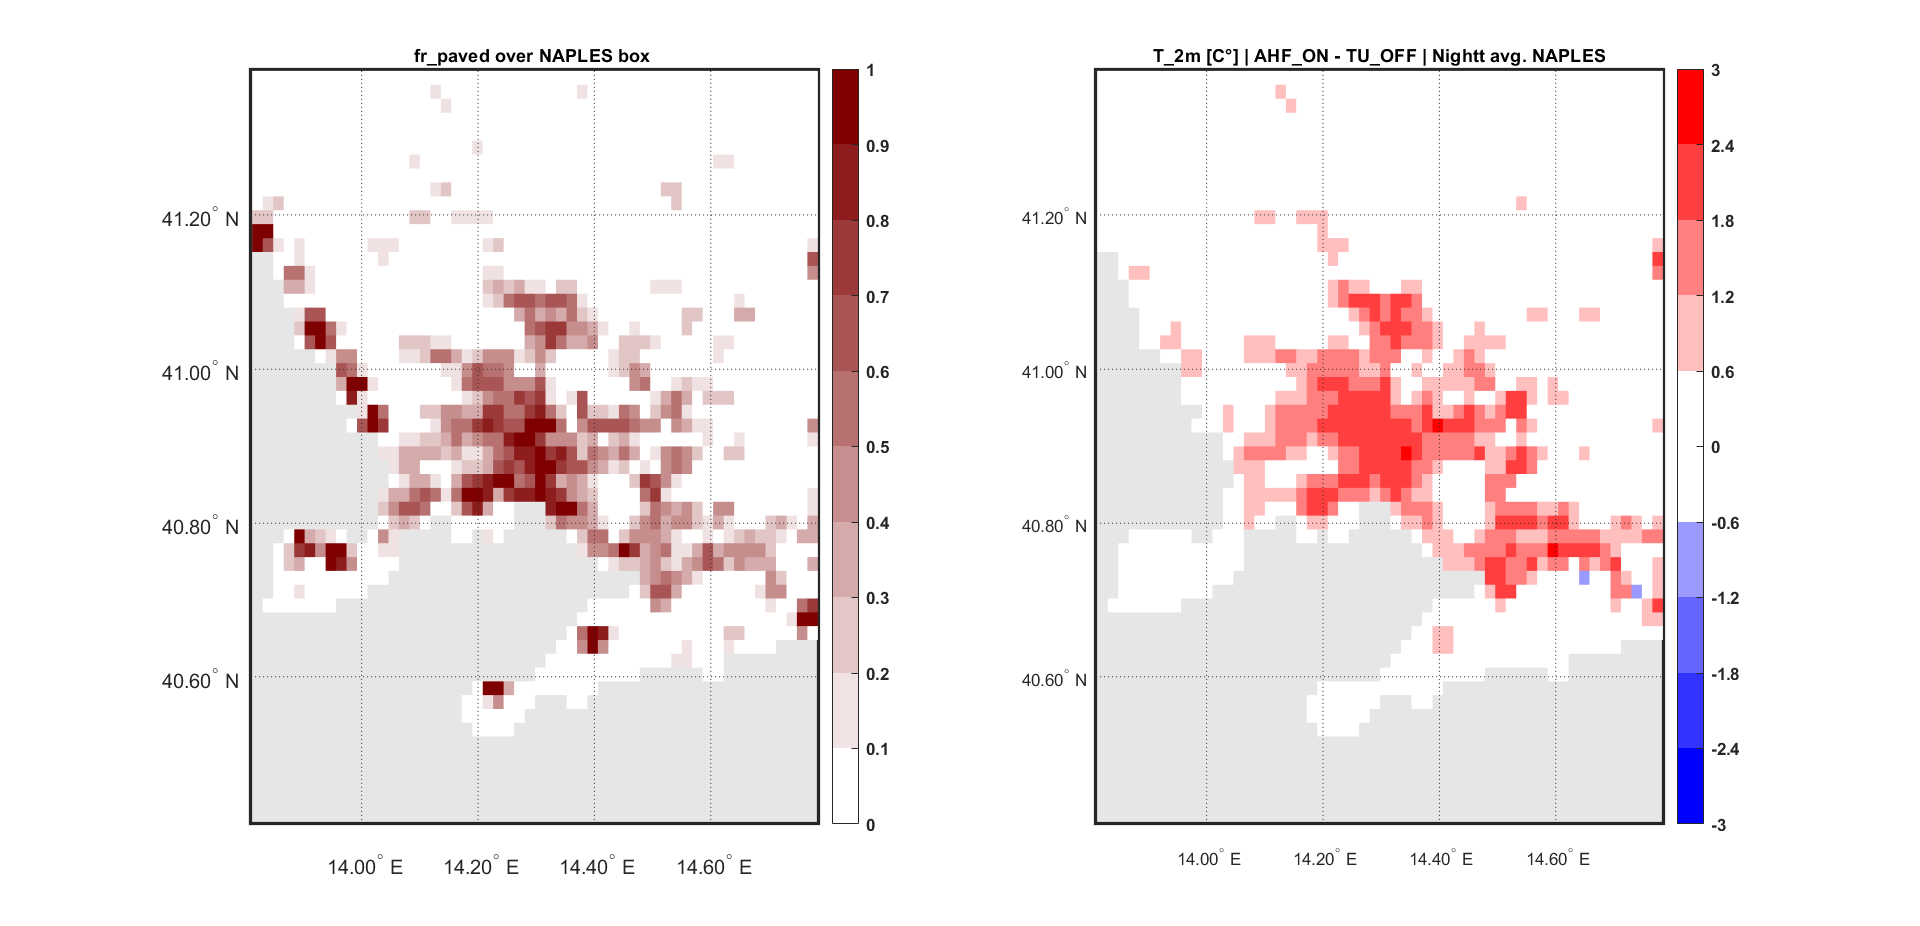 fr_paved over NAPLES box
41.20° N
41.00° N
40.80° N
40.60° N
14.00° E
14.20° E
14.40° E
14.60° E
1
0.9
0.8
0.7
0.6
0.5
0.4
0.3
0.2
0.1
0
T_2m [C°] | AHF_ON - TU_OFF | Nightt avg. NAPLES
41.20° N
41.00° N
40.80° N
40.60° N
14.00° E
14.20° E
14.40° E
14.60° E
3
2.4
1.8
1.2
0.6
0
-0.6
-1.2
-1.8
-2.4
-3